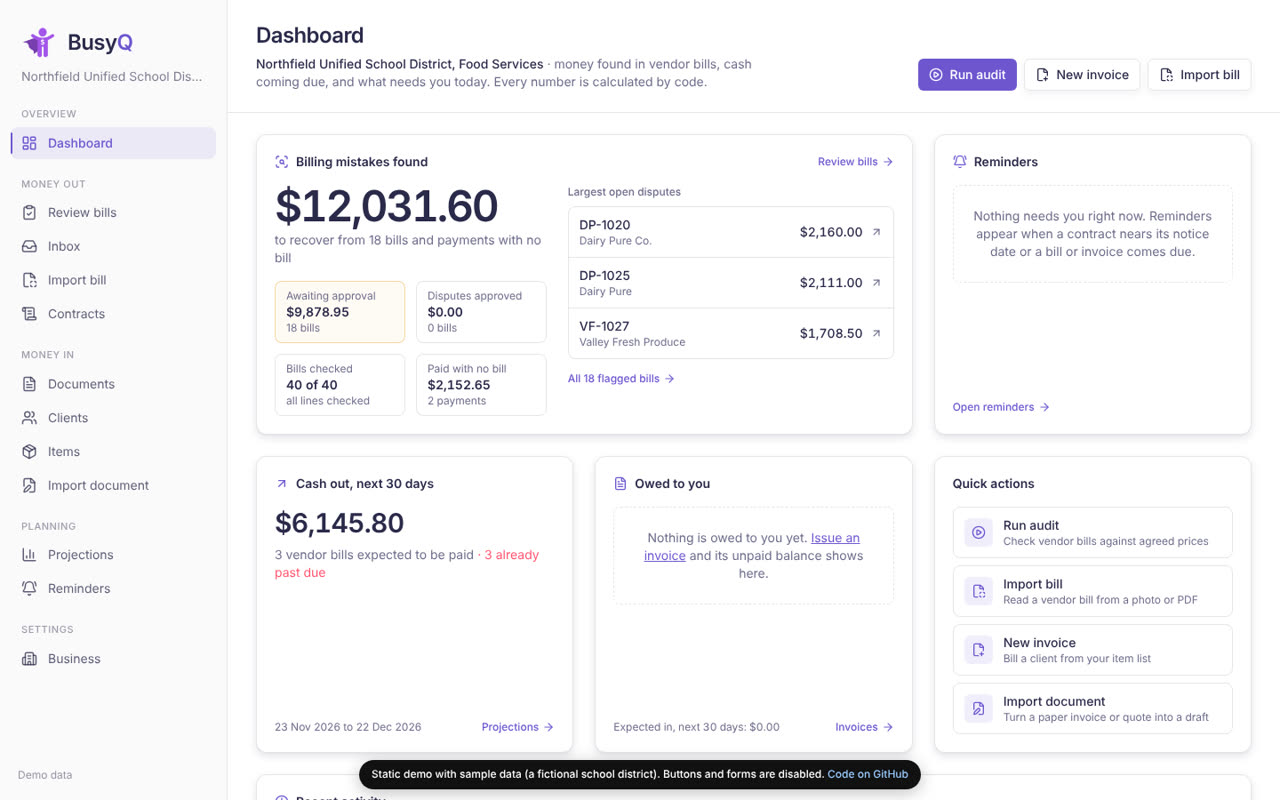 BusyQ
Northfield Unified School Dis...
OVERVIEW
Dashboard
MONEY OUT
Review bills
Inbox
Import bill
Contracts
MONEY IN
Documents
Clients
Items
Import document
PLANNING
Projections
Reminders
SETTINGS
Business
Demo data
Dashboard
Northfield Unified School District, Food Services · money found in vendor bills, cash
coming due, and what needs you today. Every number is calculated by code.
Run audit
New invoice
Import bill
Billing mistakes found
Review bills →
$12,031.60
to recover from 18 bills and payments with no
bill
Awaiting approval
$9,878.95
18 bills
Disputes approved
$0.00
0 bills
Bills checked
40 of 40
all lines checked
Paid with no bill
$2,152.65
2 payments
Largest open disputes
DP-1020
Dairy Pure Co.
$2,160.00
DP-1025
Dairy Pure
$2,111.00
VF-1027
Valley Fresh Produce
$1,708.50
All 18 flagged bills →
Reminders
Nothing needs you right now. Reminders
appear when a contract nears its notice
date or a bill or invoice comes due.
Open reminders →
Cash out, next 30 days
$6,145.80
3 vendor bills expected to be paid · 3 already
past due
23 Nov 2026 to 22 Dec 2026
Projections →
Owed to you
Nothing is owed to you yet. Issue an
invoice and its unpaid balance shows
here.
Expected in, next 30 days: $0.00
Invoices →
Quick actions
Run audit
Check vendor bills against agreed prices
Import bill
Read a vendor bill from a photo or PDF
New invoice
Bill a client from your item list
Import document
Turn a paper invoice or quote into a draft
Static demo with sample data (a fictional school district). Buttons and forms are disabled. Code on GitHub